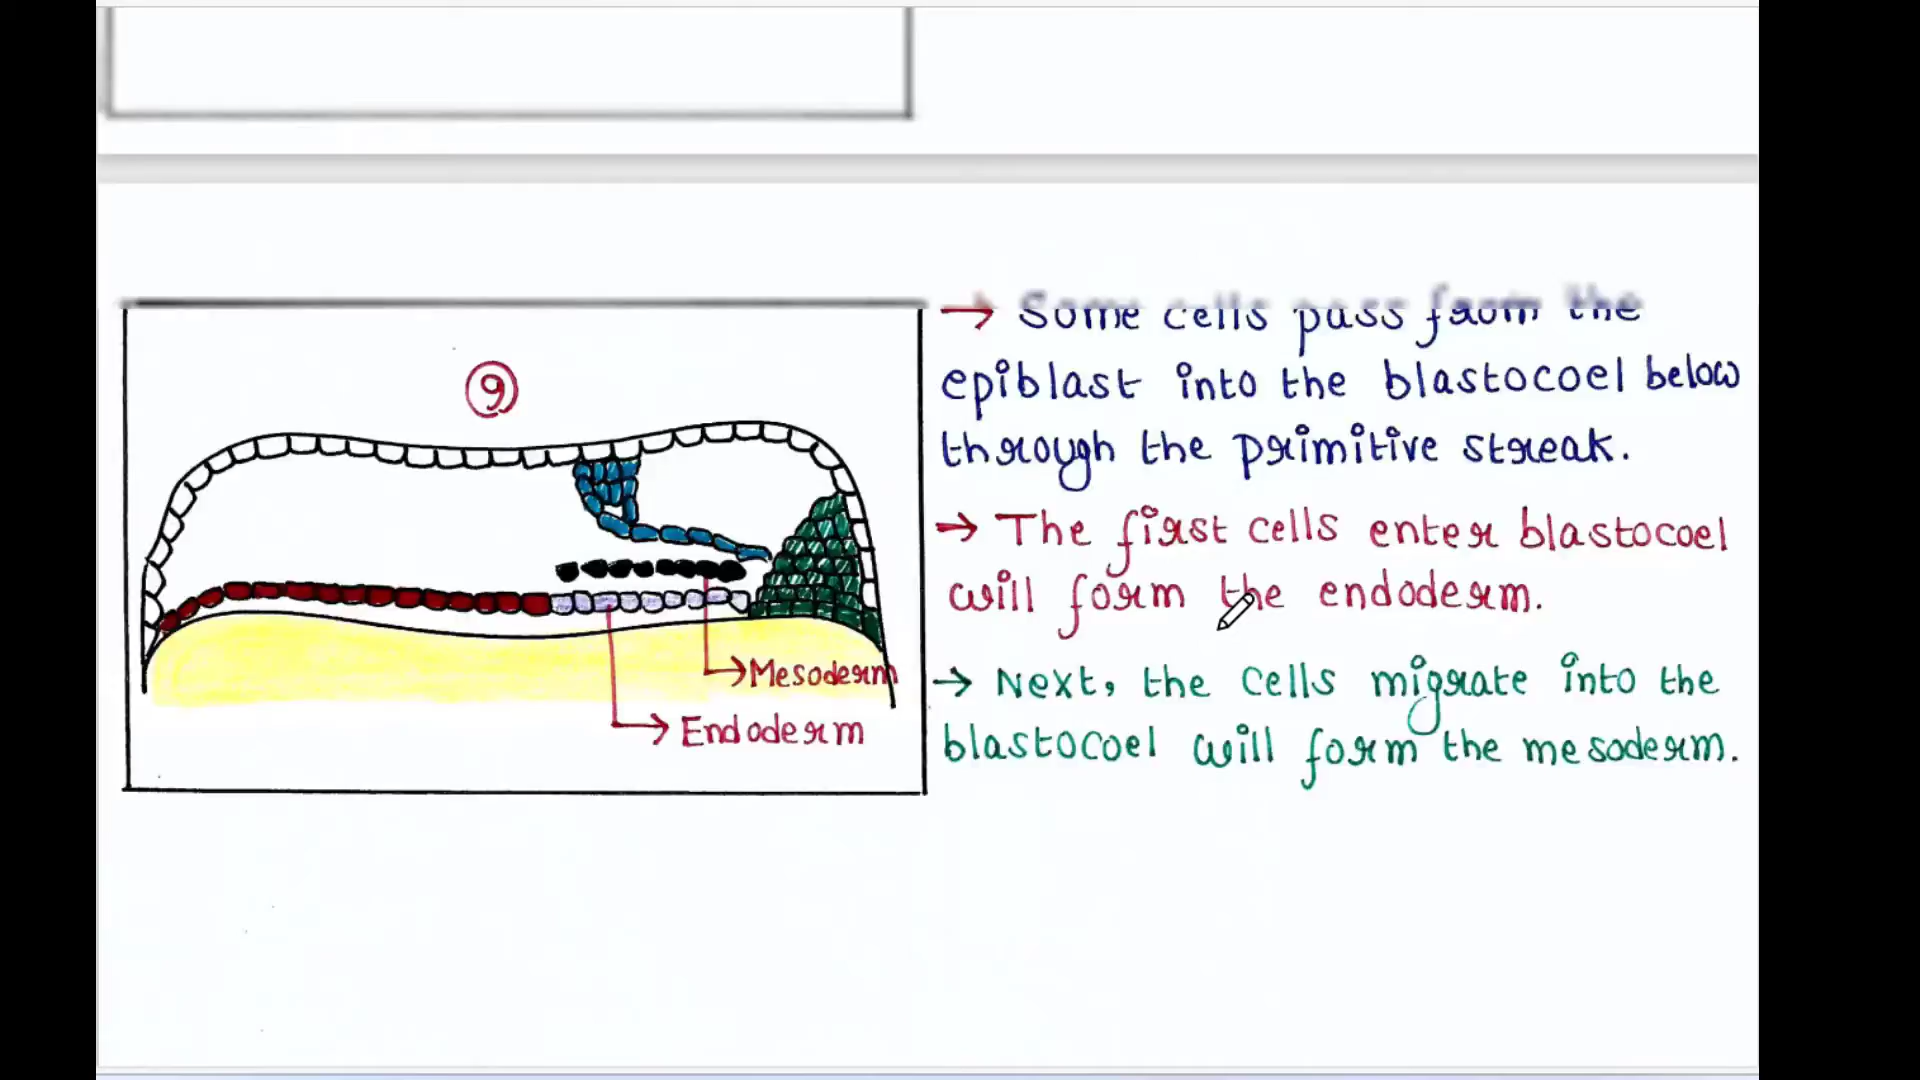 9
Mesoderm
Endoderm
→ Some cells pass from the
epiblast into the blastocoel below
through the primitive streak.
→ The first cells enter blastocoel
will form the endoderm.
→ Next, the cells migrate into the
blastocoel will form the mesoderm.